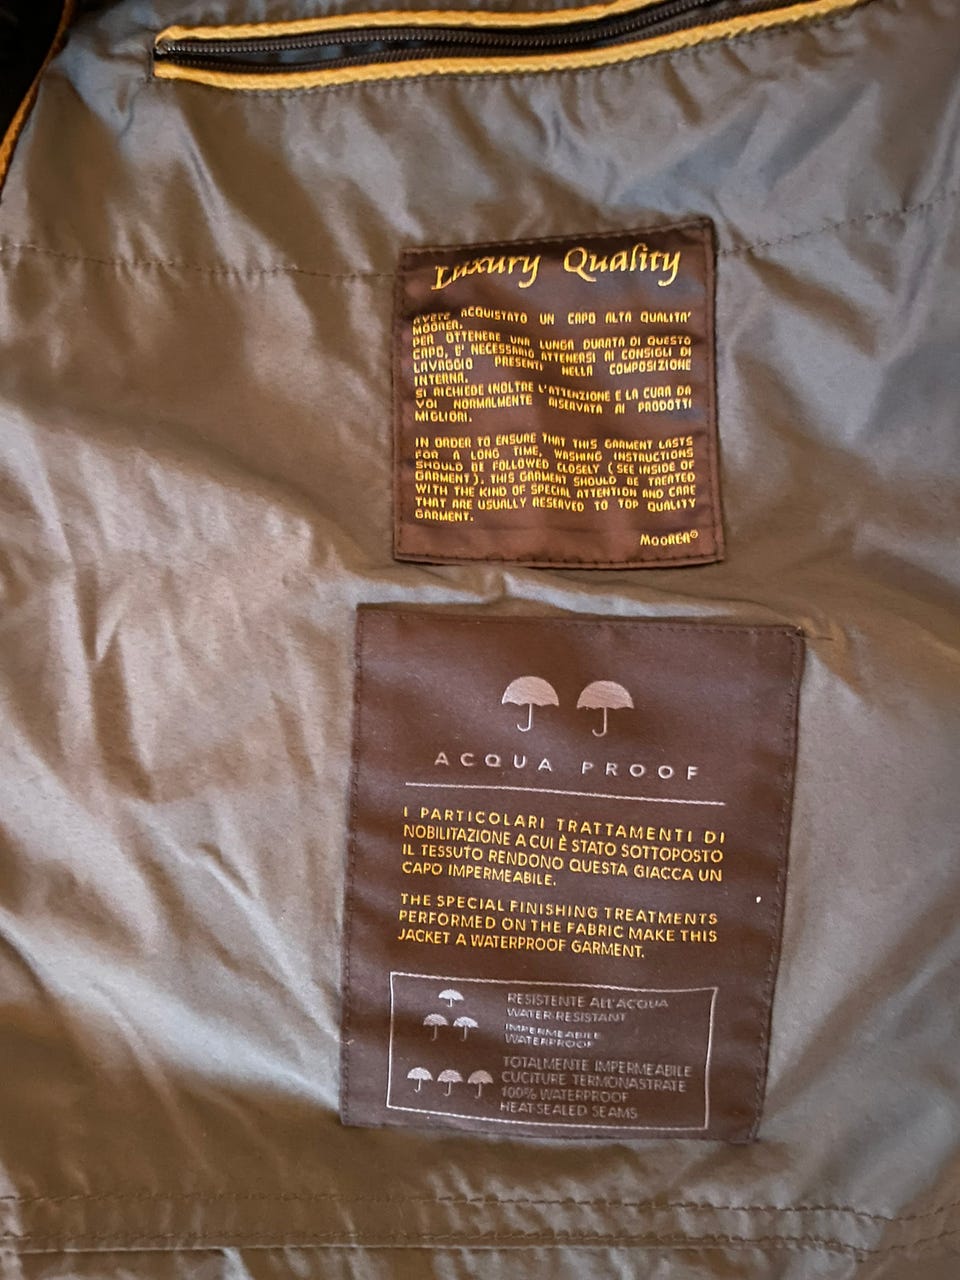 Luxury Quality
AVETE ACQUISTATO UN CAPO ALTA QUALITA'
MOOREA.
PER OTTENERE UNA LUNGA DURATA DI QUESTO
CAPO, E' NECESSARIO ATTENERSI AI CONSIGLI DI
LAVAGGIO PRESENTI NELLA COMPOSIZIONE
INTERNA.
SI RICHIEDE INOLTRE L'ATTENZIONE E LA CURA DA
VOI NORMALMENTE RISERVATA AI PRODOTTI
MIGLIORI.
IN ORDER TO ENSURE THAT THIS GARMENT LASTS
FOR A LONG TIME, WASHING INSTRUCTIONS
SHOULD BE FOLLOWED CLOSELY ( SEE INSIDE OF
GARMENT ). THIS GARMENT SHOULD BE TREATED
WITH THE KIND OF SPECIAL ATTENTION AND CARE
THAT ARE USUALLY RESERVED TO TOP QUALITY
GARMENT.
MOOREA®
ACQUA PROOF
I PARTICOLARI TRATTAMENTI DI
NOBILITAZIONE A CUI È STATO SOTTOPOSTO
IL TESSUTO RENDONO QUESTA GIACCA UN
CAPO IMPERMEABILE.
THE SPECIAL FINISHING TREATMENTS
PERFORMED ON THE FABRIC MAKE THIS
JACKET A WATERPROOF GARMENT.
RESISTENTE ALL'ACQUA
WATER-RESISTANT
IMPERMEABILE
WATERPROOF
TOTALMENTE IMPERMEABILE
CUCITURE TERMONASTRATE
100% WATERPROOF
HEAT-SEALED SEAMS